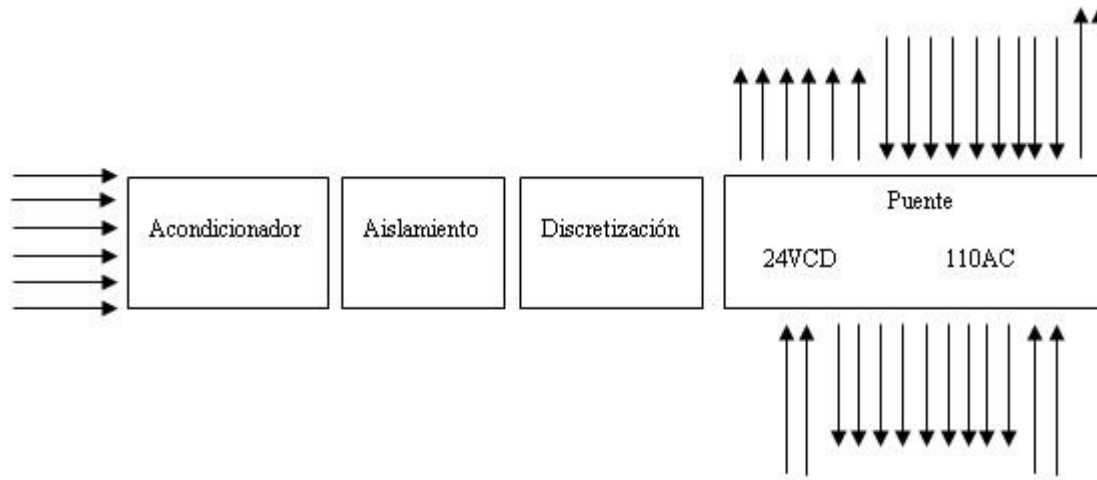 Acondicionador
Aislamiento
Discretización
Puente
24VCD 110AC